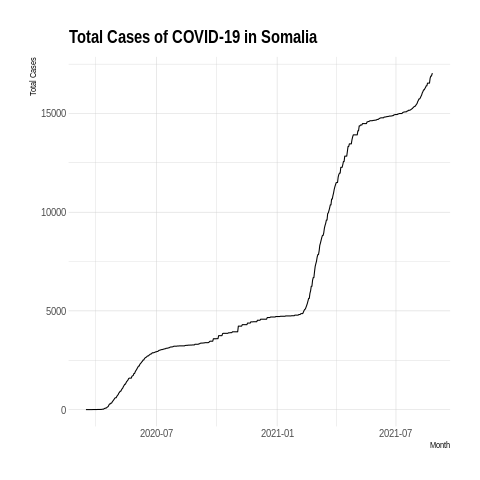 Total Cases of COVID-19 in Somalia
Total Cases
15000
10000
5000
0
2020-07
2021-01
2021-07
Month